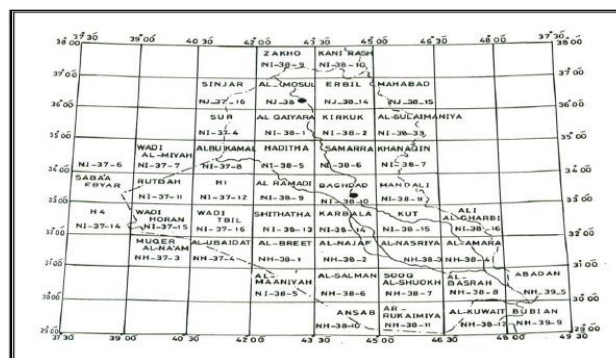 37 30 39 00 40 30 42 00 43 30 45 00 46 30 48 00 49 30
38 00 ZAKHO KANI RASH 38 00
NI-38-9 NI-38-10
37 00 37 00
SINJAR AL-MOSUL ERBIL MAHABAD
NJ-37-16 NJ-38 NJ-38-14 NJ-38-15
36 00 36 00
SUR AL QAIYARA KIRKUK AL-SULAIMANIYA
NI-37-4 NI-38-1 NI-38-2 NI-38-33
35 00 35 00
WADI AL-MIYAH ALBU KAMAL HADITHA SAMARRA KHANAQIN
NI-37-6 NI-37-7 NI-37-8 NI-38-5 NI-38-6 NI-38-7
34 00 34 00
SABA'A EBYAR RUTBAH H1 AL RAMADI BAGHDAD MANDALI
NI-37-11 NI-37-12 NI-38-9 NI-38-10 NI-38-11
33 00 33 00
H4 WADI HORAN WADI TBIL SHITHATHA KARBALA KUT ALI AL-GHARBI
NI-37-14 NI-37-15 NI-37-16 NI-38-13 NI-38-14 NI-38-15 NI-38-16
32 00 32 00
MUQER AL-NA'AM AL-UBAIDAT AL-BREET AL-NAJAF AL-NASRIYA AL-AMARA
NH-37-3 NH-37-4 NH-38-1 NH-38-2 NH-38-3 NH-38-4
31 00 31 00
AL-MAANIYAH AL-SALMAN SOOQ AL-SHUOKH AL-BASRAH ABADAN
NI-38-5 NH-38-6 NH-38-7 NH-38-8 NH-39-5
30 00 30 00
ANSAB AR-RUKAIMIYA AL-KUWAIT BUBIAN
NH-38-10 NH-38-11 NH-38-12 NH-39-9
29 00 29 00
37 30 39 00 40 30 42 00 43 30 45 00 46 30 48 00 49 30